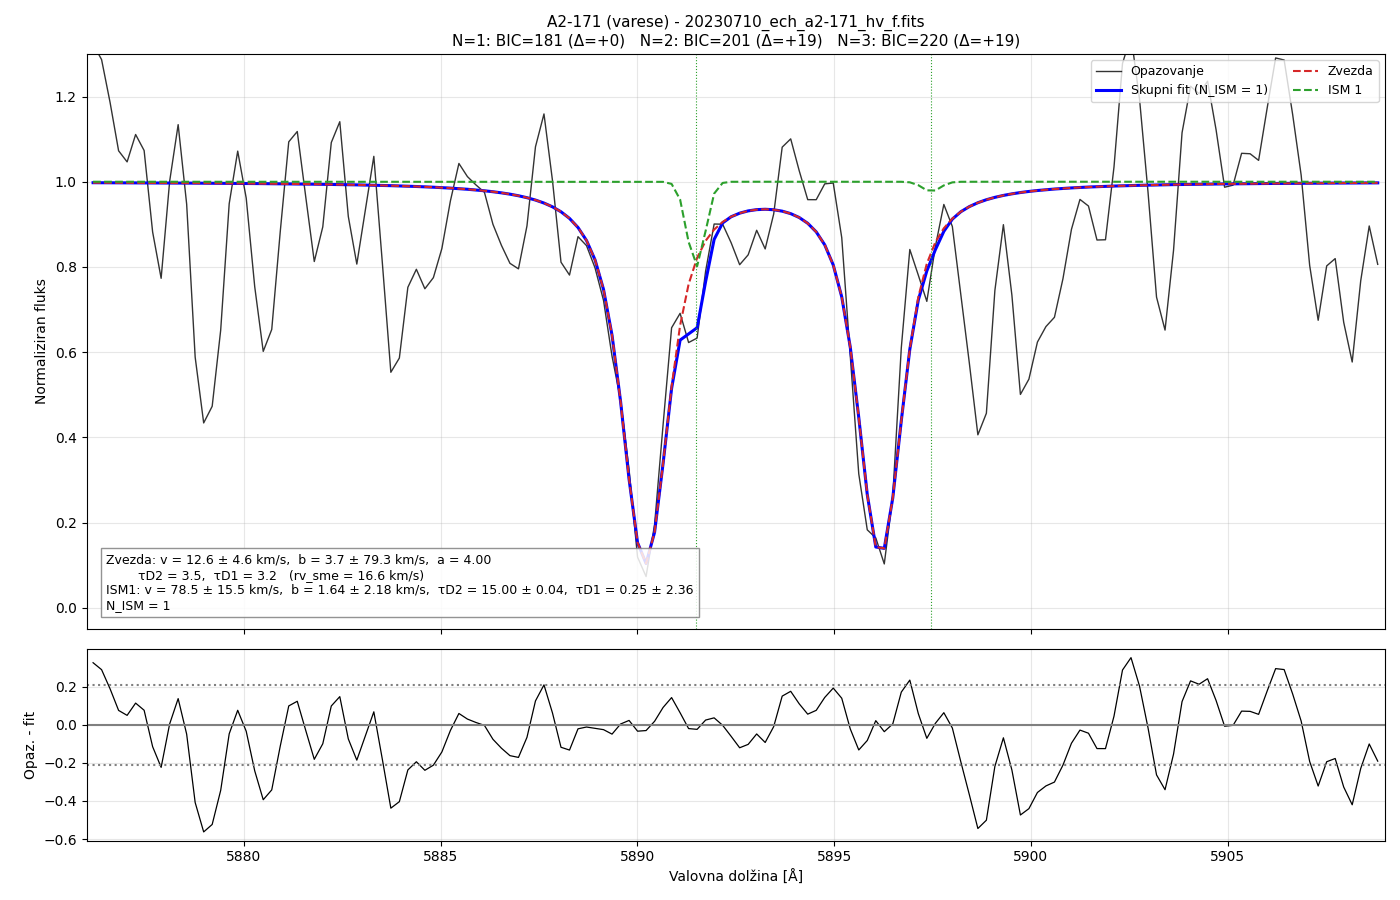 A2-171 (varese) - 20230710_ech_a2-171_hv_f.fits
N=1: BIC=181 (Δ=+0)   N=2: BIC=201 (Δ=+19)   N=3: BIC=220 (Δ=+19)
Opazovanje
Skupni fit (N_ISM = 1)
Zvezda
ISM 1
Normaliziran fluks
1.2
1.0
0.8
0.6
0.4
0.2
0.0
Zvezda: v = 12.6 ± 4.6 km/s,  b = 3.7 ± 79.3 km/s,  a = 4.00
τD2 = 3.5,  τD1 = 3.2   (rv_sme = 16.6 km/s)
ISM1: v = 78.5 ± 15.5 km/s,  b = 1.64 ± 2.18 km/s,  τD2 = 15.00 ± 0.04,  τD1 = 0.25 ± 2.36
N_ISM = 1
Opaz. - fit
0.2
0.0
−0.2
−0.4
−0.6
5880
5885
5890
5895
5900
5905
Valovna dolžina [Å]